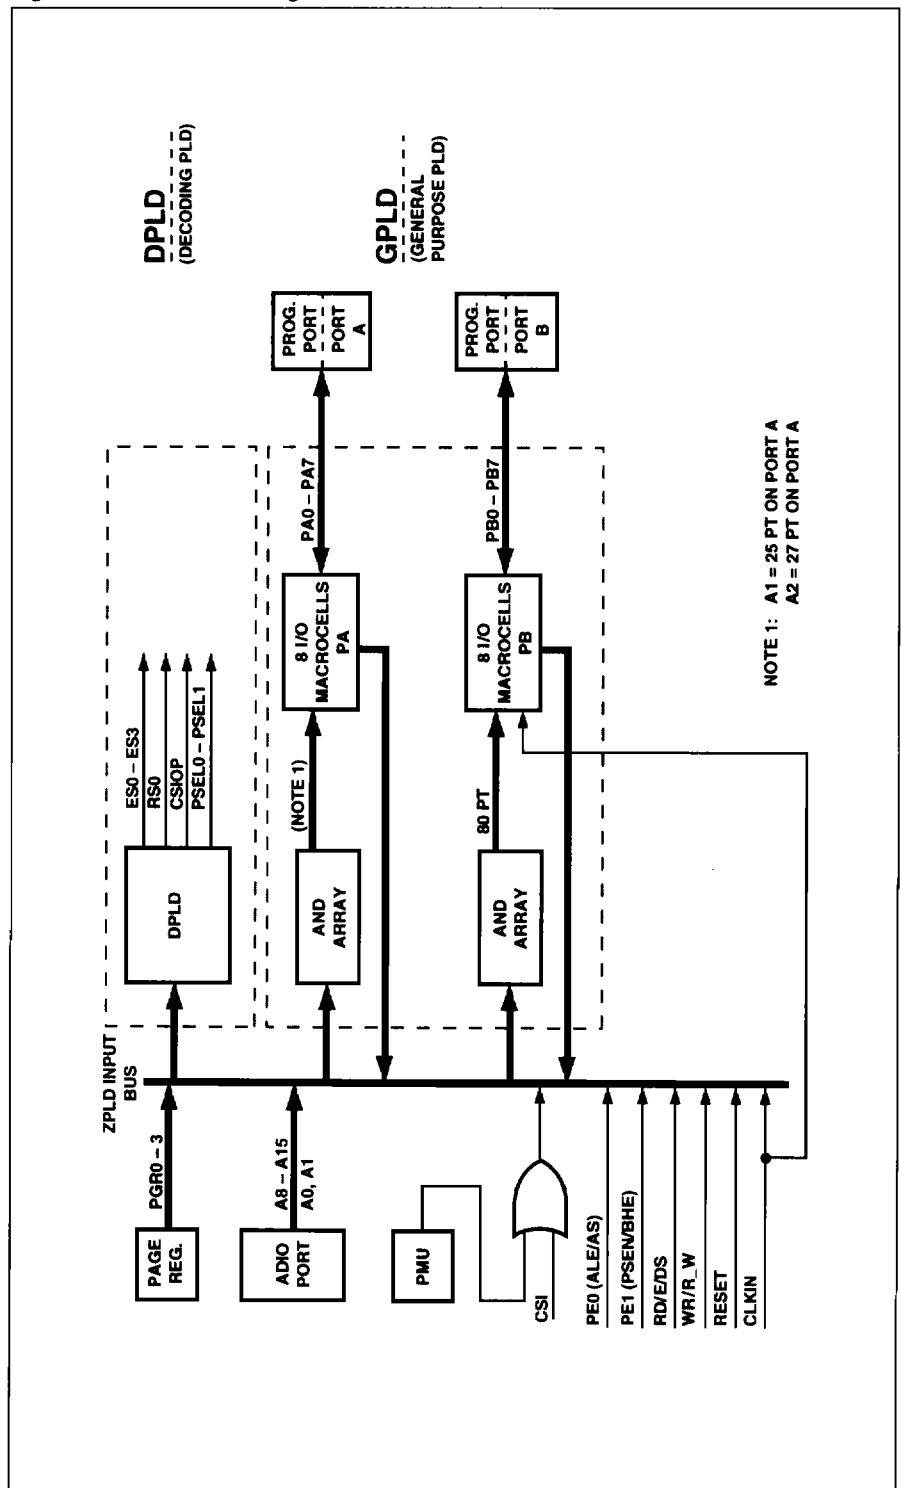 DPLD
(DECODING PLD)
GPLD
(GENERAL
PURPOSE PLD)
PROG.
PORT
PORT
A
PROG.
PORT
PORT
B
PA0 – PA7
PB0 – PB7
ES0 – ES3
RS0
CSIOP
PSEL0 – PSEL1
8 I/O
MACROCELLS
PA
8 I/O
MACROCELLS
PB
(NOTE 1)
80 PT
DPLD
AND
ARRAY
AND
ARRAY
ZPLD INPUT
BUS
PGR0 – 3
A8 – A15
A0, A1
PAGE
REG.
ADIO
PORT
PMU
CSI
PE0 (ALE/AS)
PE1 (PSEN/BHE)
RD/E/DS
WR/R_W
RESET
CLKIN
NOTE 1: A1 = 25 PT ON PORT A
A2 = 27 PT ON PORT A